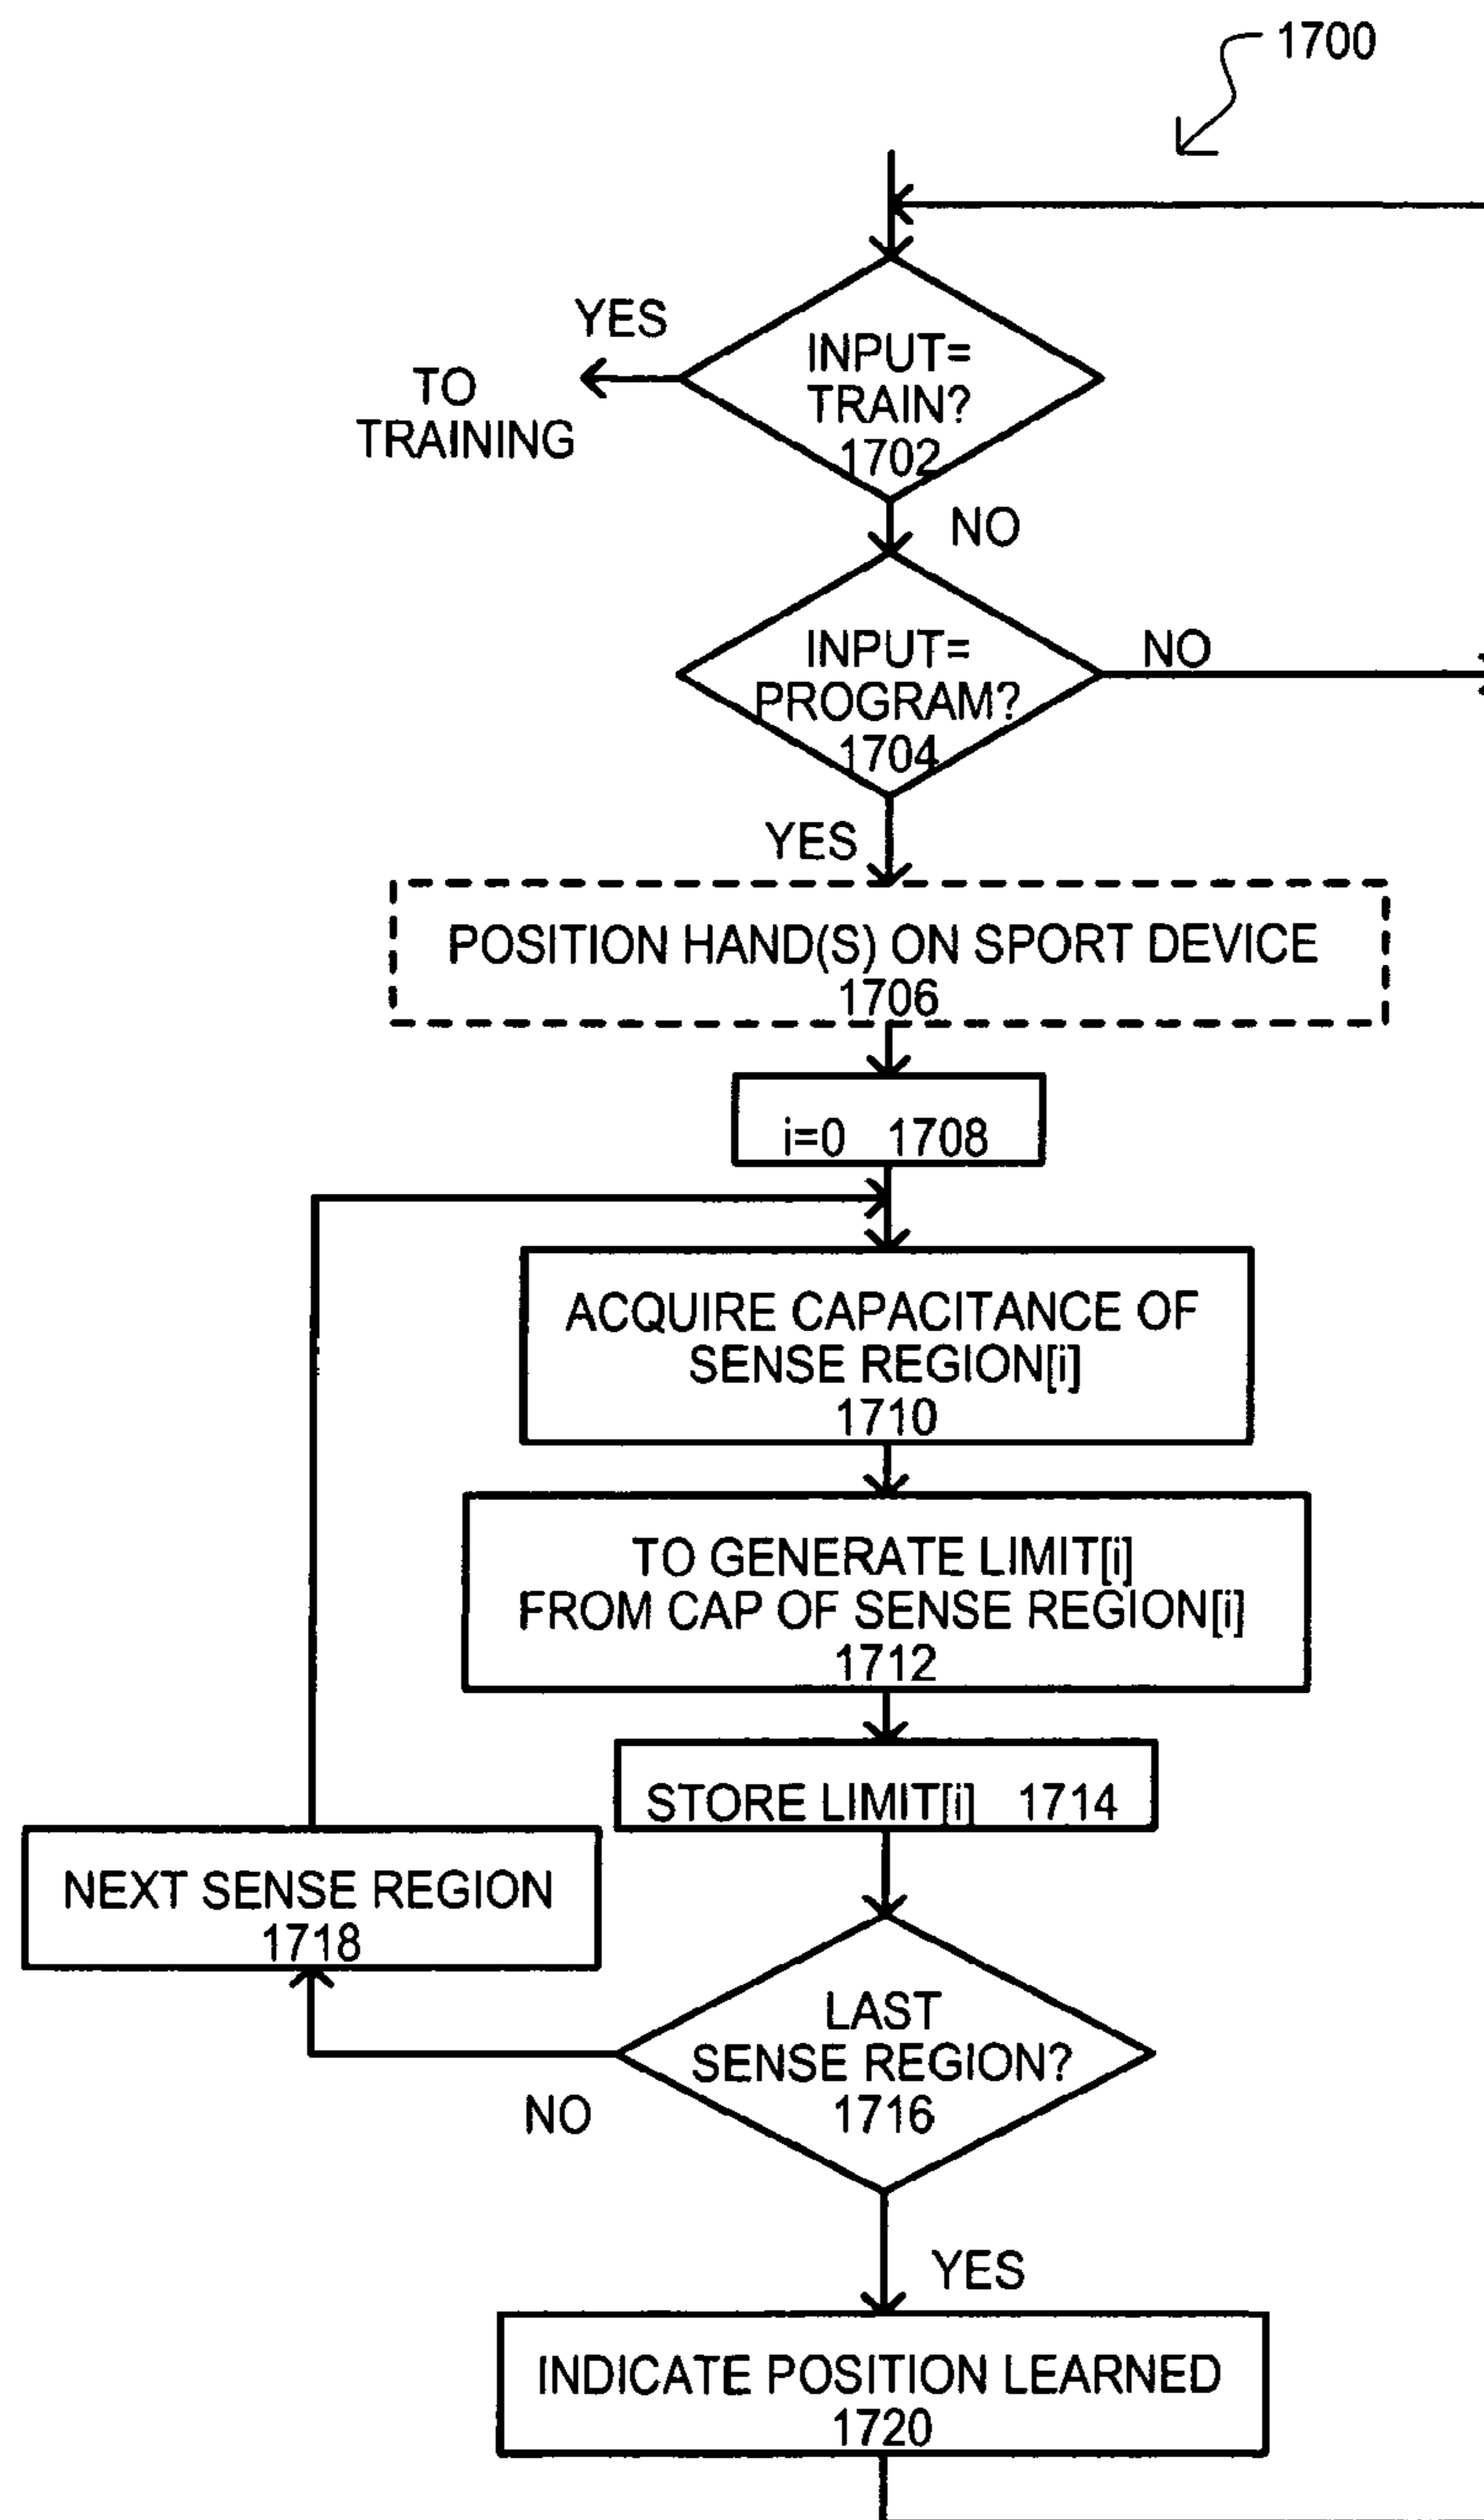 1700
YES
INPUT=
TRAIN?
1702
TO
TRAINING
NO
INPUT=
PROGRAM?
1704
NO
YES
POSITION HAND(S) ON SPORT DEVICE
1706
i=0 1708
ACQUIRE CAPACITANCE OF
SENSE REGION[i]
1710
TO GENERATE LIMIT[i]
FROM CAP OF SENSE REGION[i]
1712
STORE LIMIT[i] 1714
NEXT SENSE REGION
1718
LAST
SENSE REGION?
1716
NO
YES
INDICATE POSITION LEARNED
1720